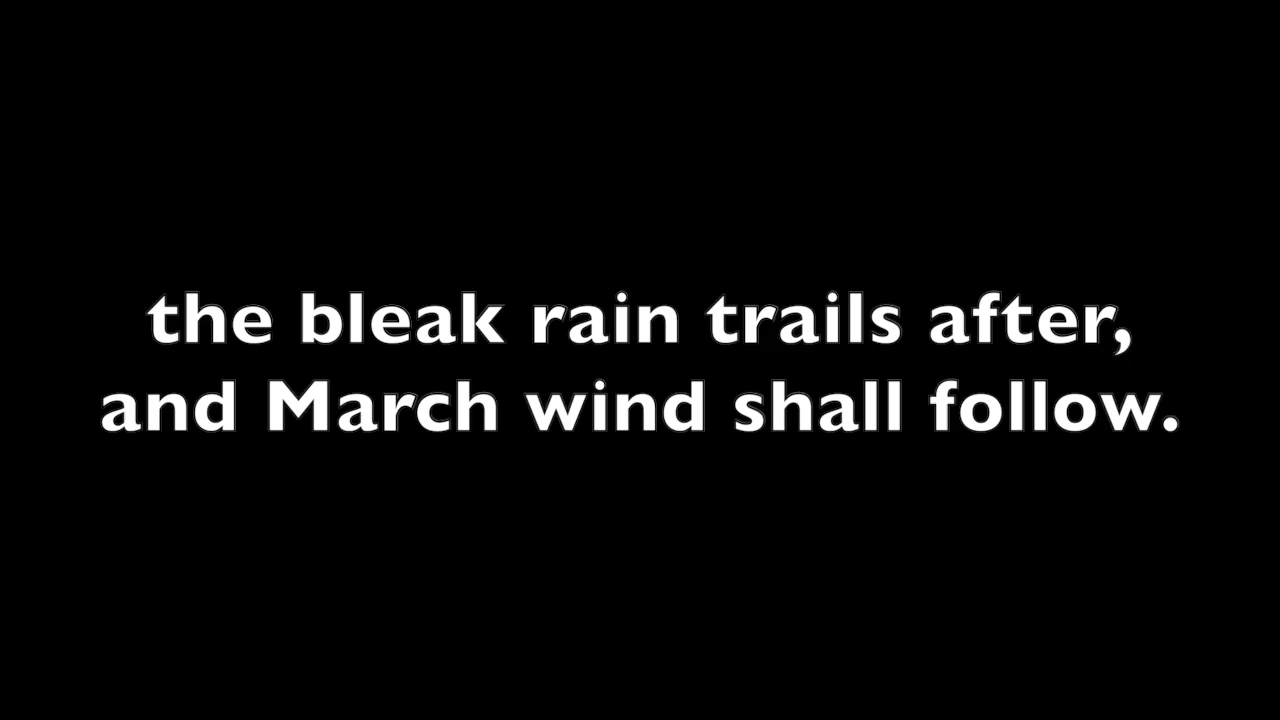 the bleak rain trails after,
and March wind shall follow.